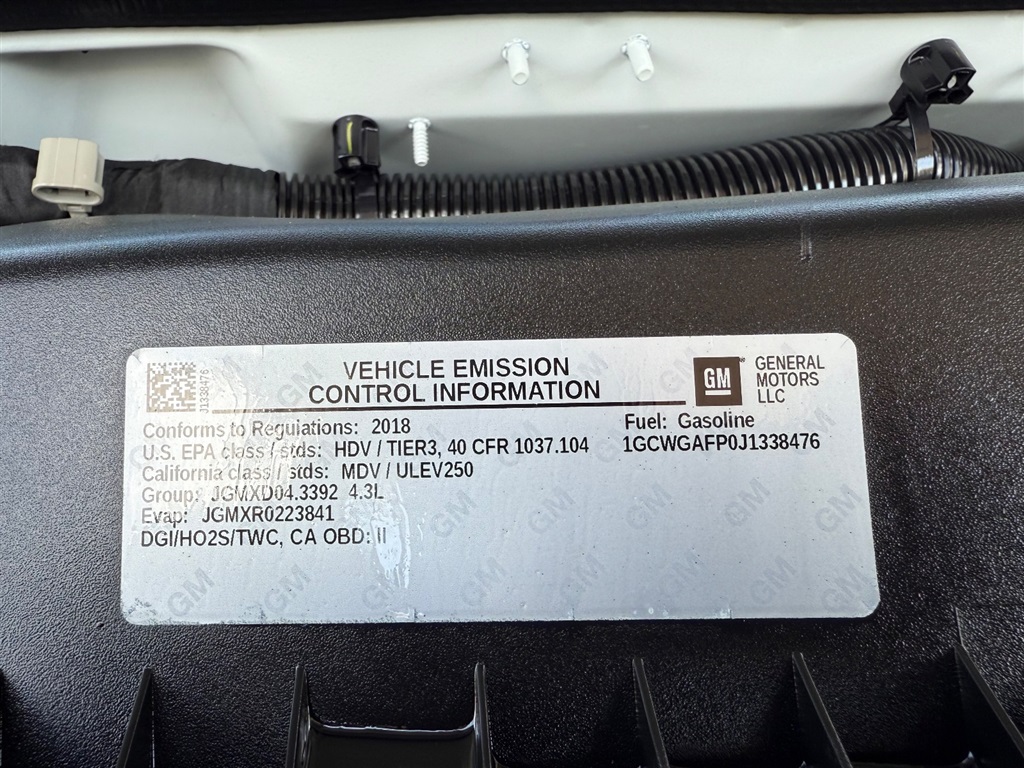 J1338476
VEHICLE EMISSION
CONTROL INFORMATION
GM
GENERAL
MOTORS
LLC
Conforms to Regulations: 2018
U.S. EPA class / stds: HDV / TIER3, 40 CFR 1037.104
California class / stds: MDV / ULEV250
Group: JGMXD04.3392 4.3L
Evap: JGMXR0223841
DGI/HO2S/TWC, CA OBD: II
Fuel: Gasoline
1GCWGAFP0J1338476